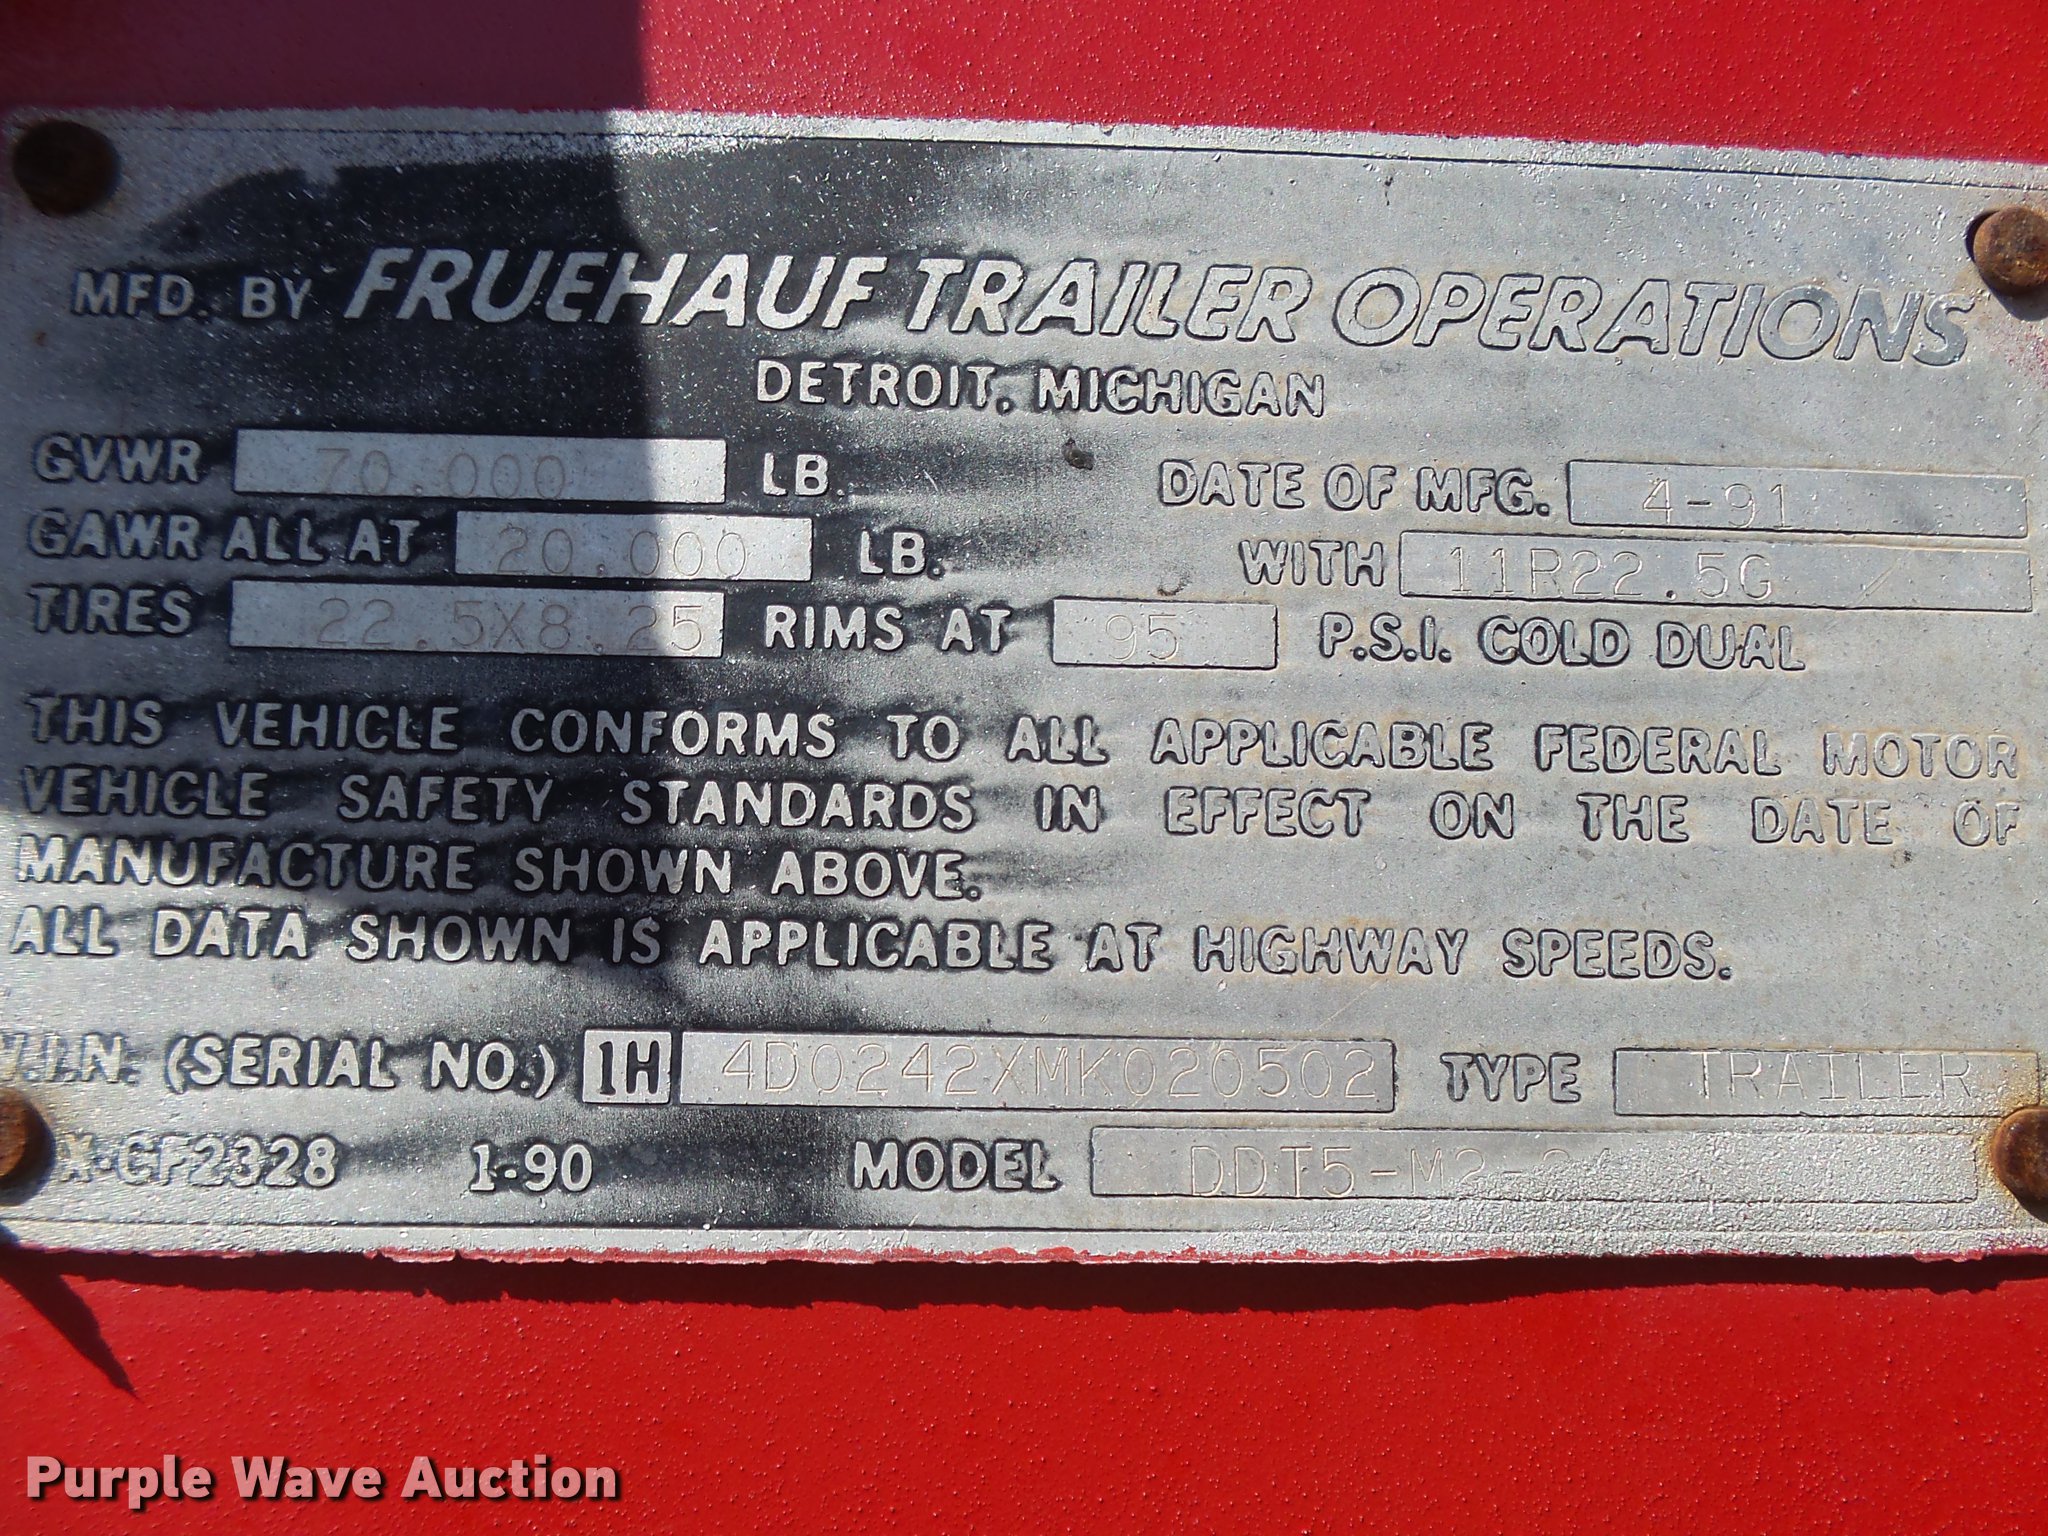 MFD. BY FRUEHAUF TRAILER OPERATIONS
DETROIT, MICHIGAN
GVWR 70.000 LB. DATE OF MFG. 4-91
GAWR ALL AT 20.000 LB. WITH 11R22.5G
TIRES 22.5X8.25 RIMS AT 95 P.S.I. COLD DUAL
THIS VEHICLE CONFORMS TO ALL APPLICABLE FEDERAL MOTOR
VEHICLE SAFETY STANDARDS IN EFFECT ON THE DATE OF
MANUFACTURE SHOWN ABOVE.
ALL DATA SHOWN IS APPLICABLE AT HIGHWAY SPEEDS.
V.I.N. (SERIAL NO.) 1H 4D0242XMK020502 TYPE TRAILER
X-CF2328 1-90 MODEL
Purple Wave Auction